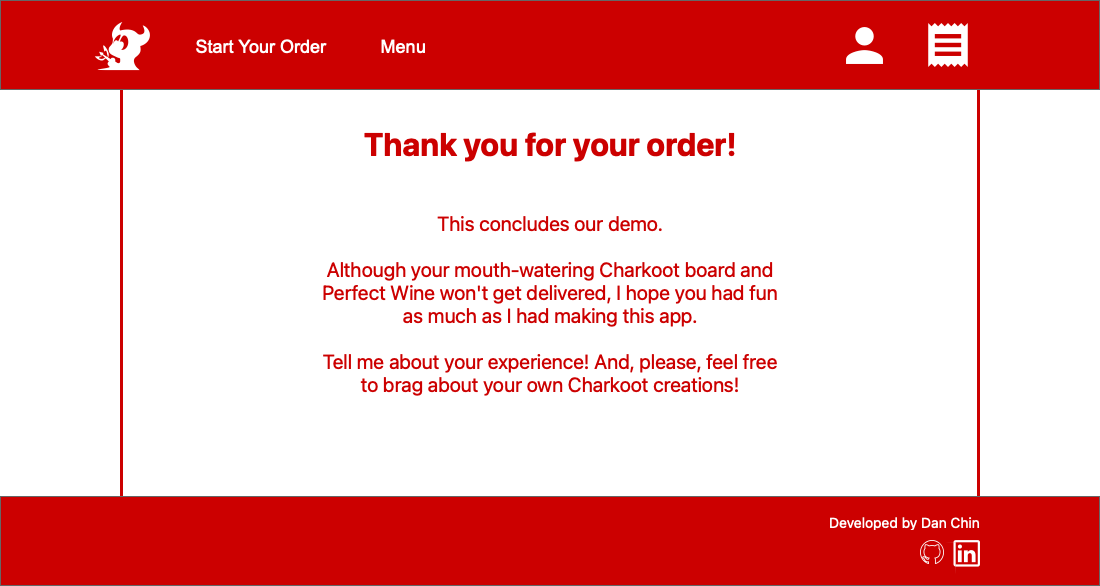 Start Your Order
Menu
Thank you for your order!
This concludes our demo.
Although your mouth-watering Charkoot board and
Perfect Wine won't get delivered, I hope you had fun
as much as I had making this app.
Tell me about your experience! And, please, feel free
to brag about your own Charkoot creations!
Developed by Dan Chin
in